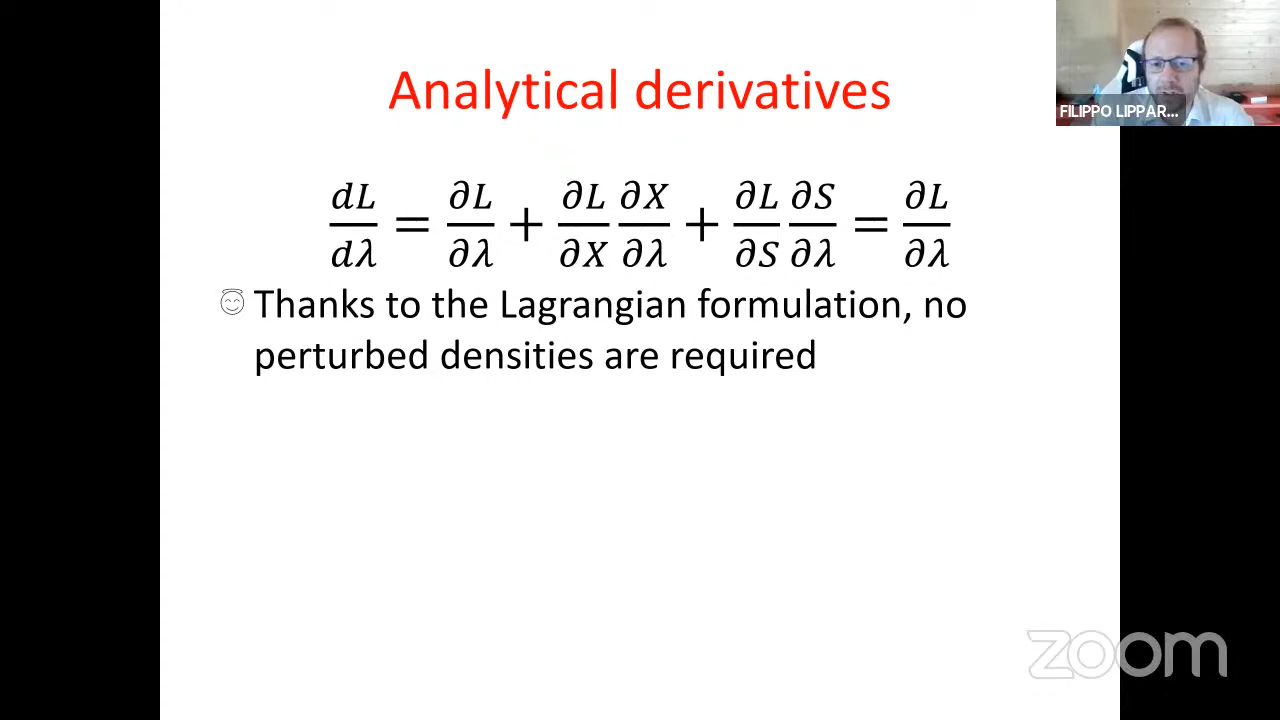 Analytical derivatives
FILIPPO LIPPAR...
dL/dλ = ∂L/∂λ + ∂L/∂X ∂X/∂λ + ∂L/∂S ∂S/∂λ = ∂L/∂λ
Thanks to the Lagrangian formulation, no
perturbed densities are required
zoom